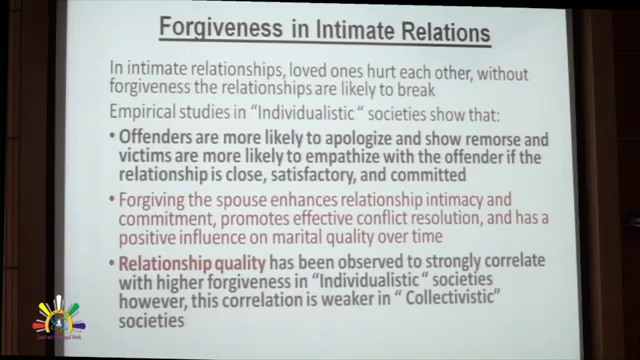 Forgiveness in Intimate Relations
In intimate relationships, loved ones hurt each other, without
forgiveness the relationships are likely to break
Empirical studies in "Individualistic" societies show that:
• Offenders are more likely to apologize and show remorse and
victims are more likely to empathize with the offender if the
relationship is close, satisfactory, and committed
• Forgiving the spouse enhances relationship intimacy and
commitment, promotes effective conflict resolution, and has a
positive influence on marital quality over time
• Relationship quality has been observed to strongly correlate
with higher forgiveness in "Individualistic" societies
however, this correlation is weaker in " Collectivistic"
societies